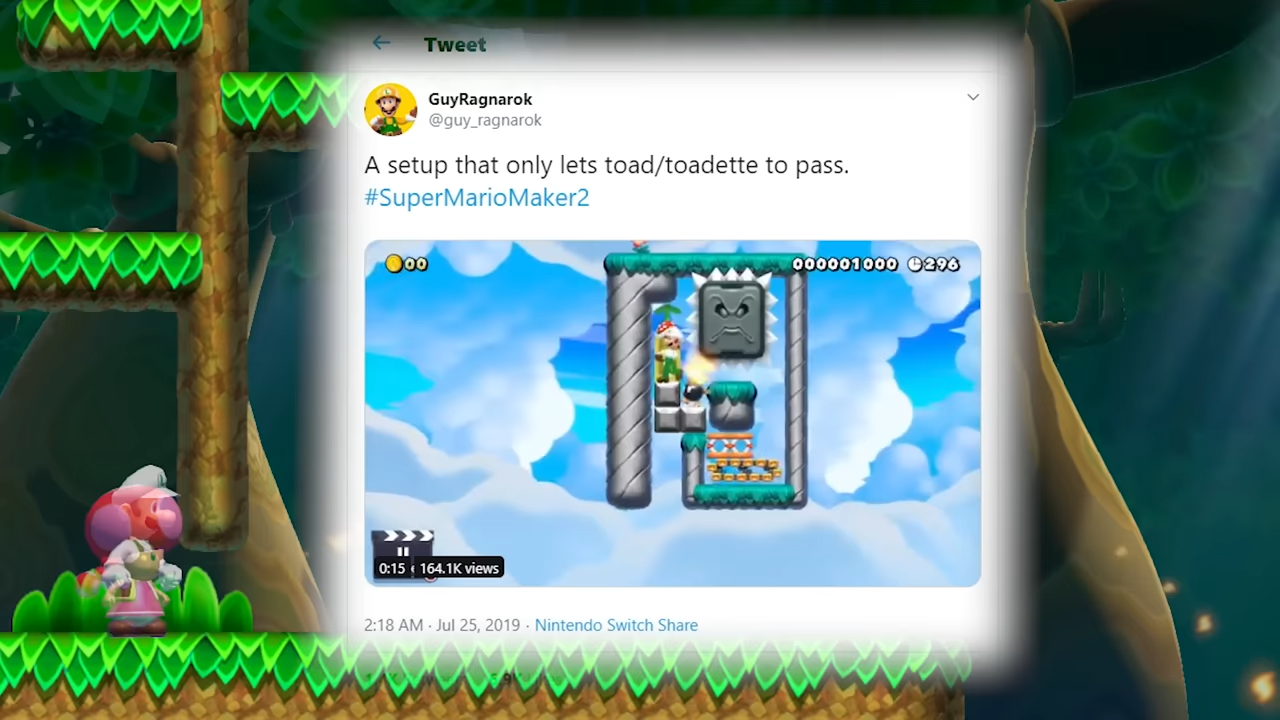 Tweet
GuyRagnarok
@guy_ragnarok
A setup that only lets toad/toadette to pass.
#SuperMarioMaker2
00
000001000 296
0:15 164.1K views
2:18 AM · Jul 25, 2019 · Nintendo Switch Share